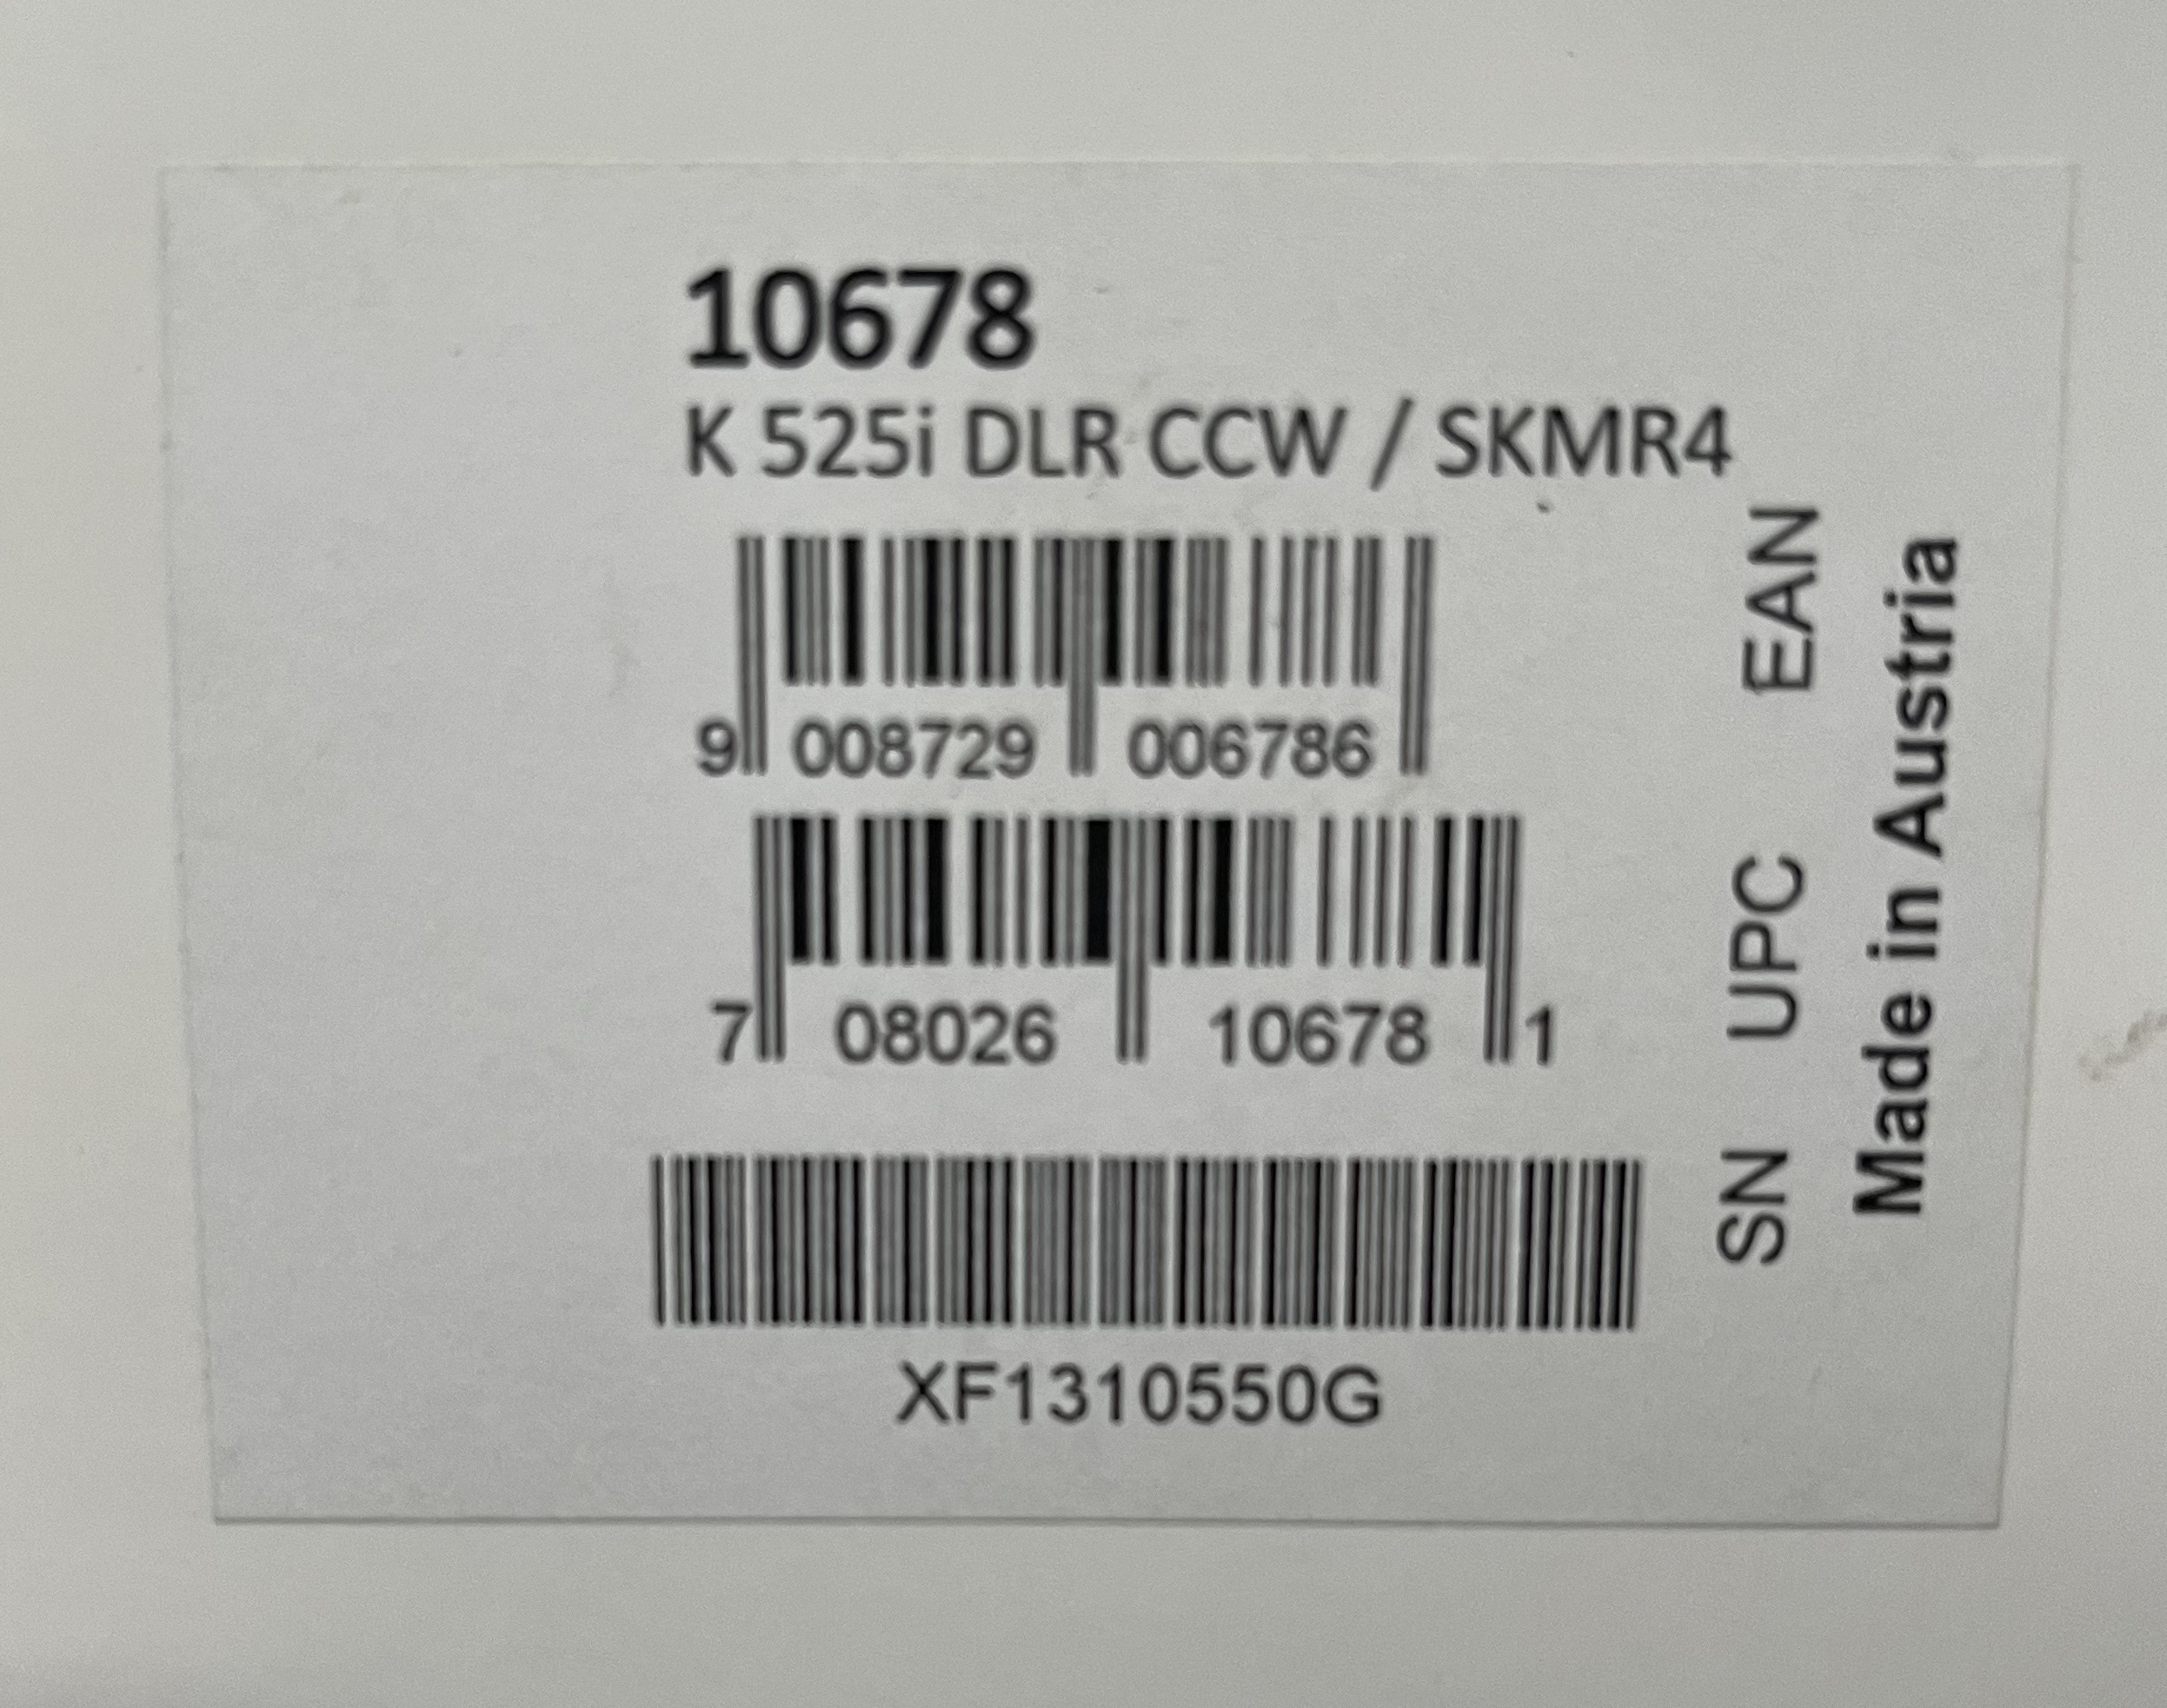 10678
K 525i DLR CCW / SKMR4
9 008729 006786
EAN
7 08026 10678 1
UPC
XF1310550G
SN
Made in Austria